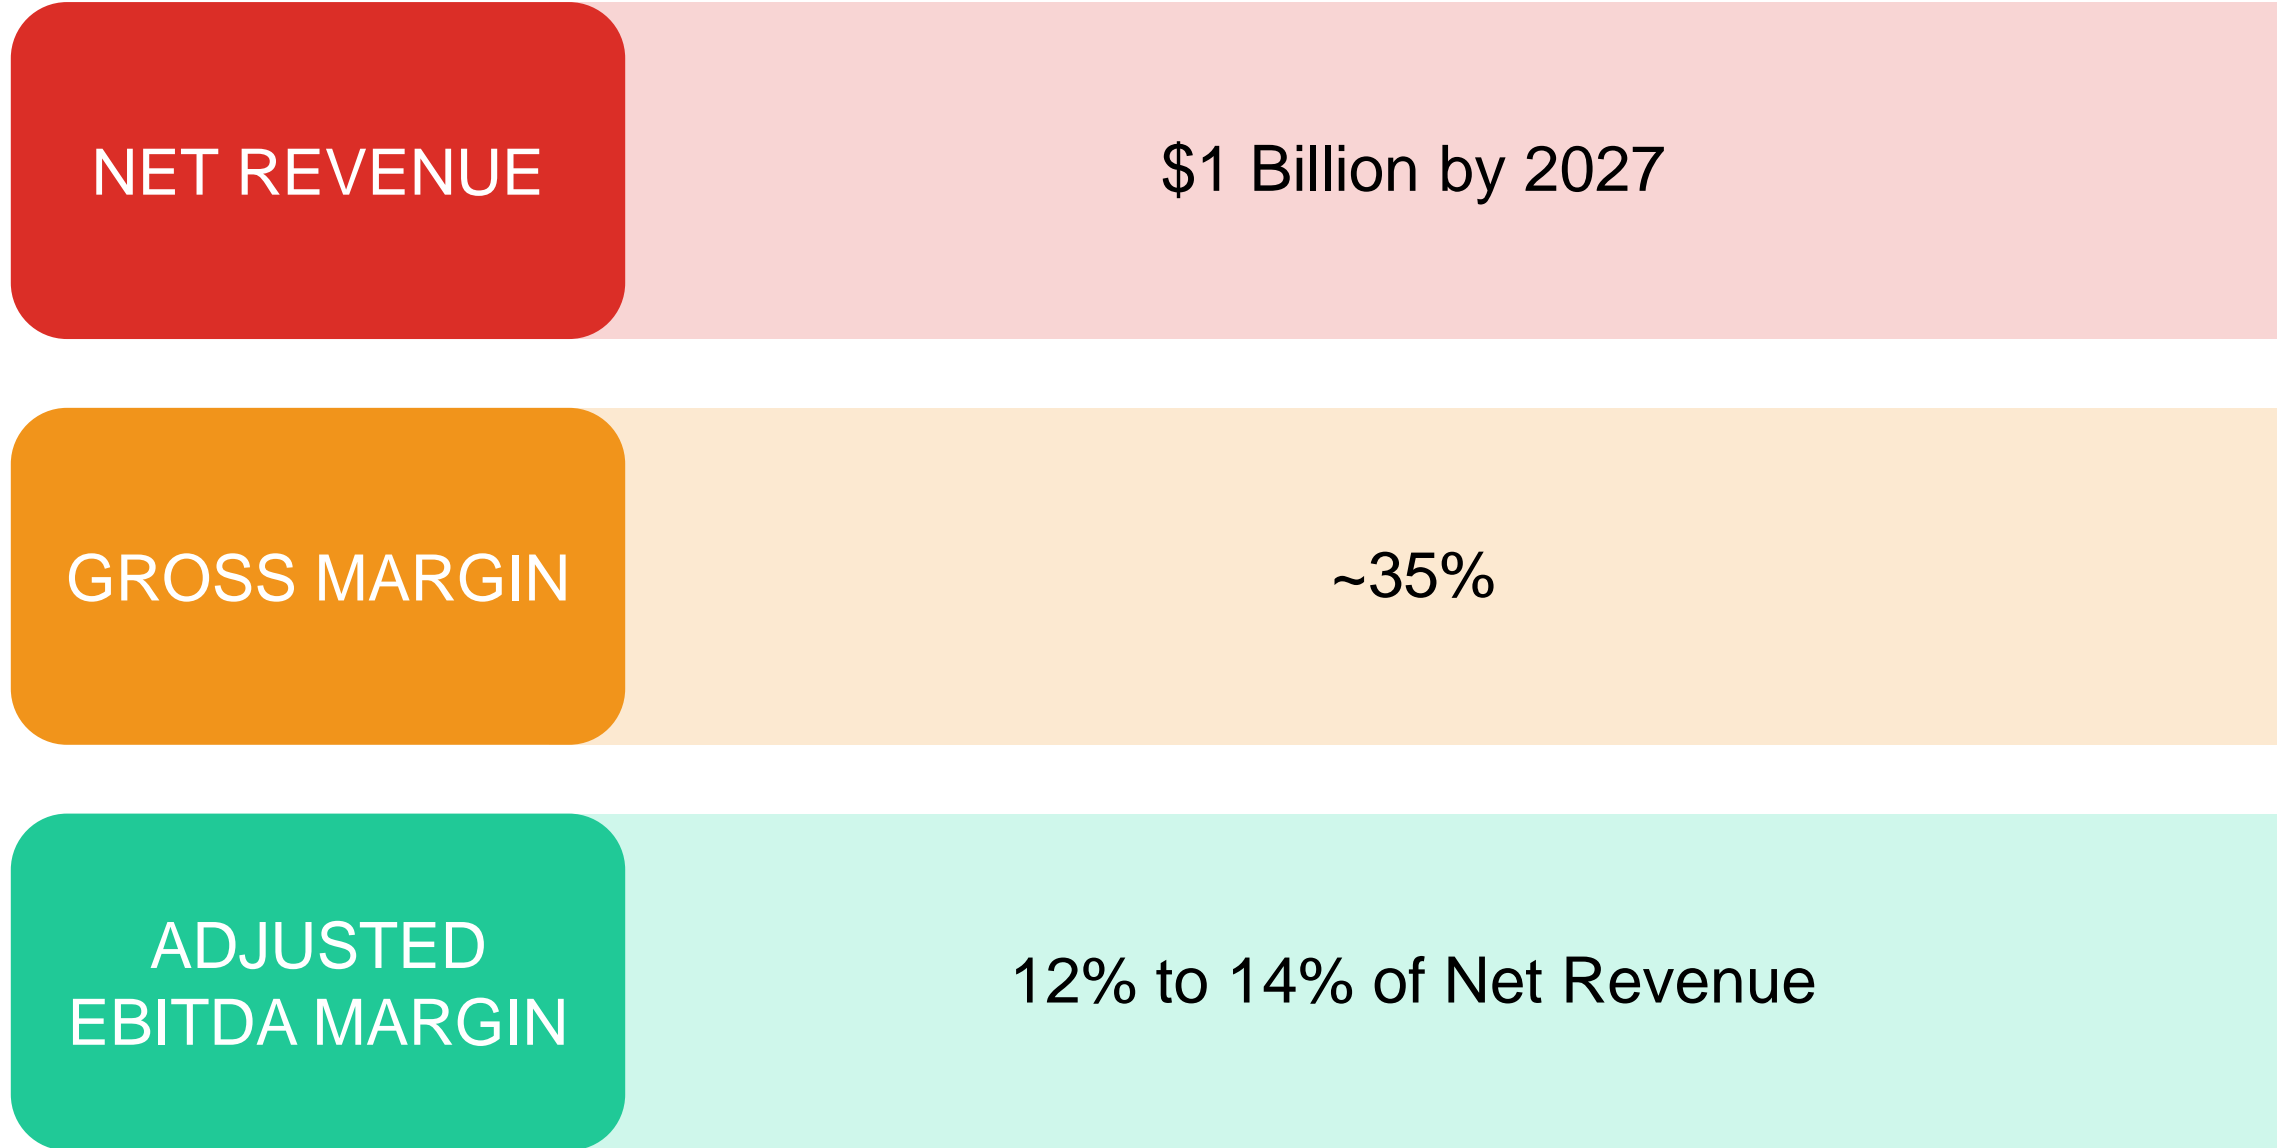 NET REVENUE
$1 Billion by 2027
GROSS MARGIN
~35%
ADJUSTED
EBITDA MARGIN
12% to 14% of Net Revenue